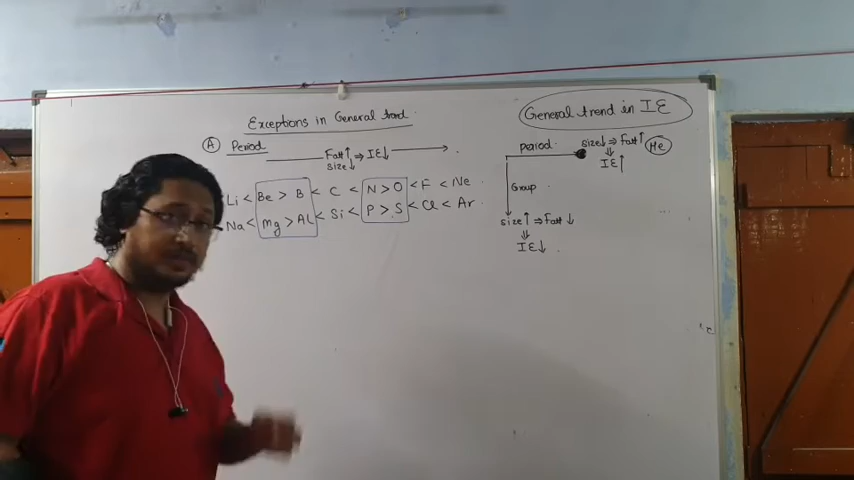 Exceptions in General trend
General trend in IE
(A) Period
Fatt↑ ⇒ IE↓
size↓
Li < Be > B < C < N > O < F < Ne
Na < Mg > Al < Si < P > S < Cl < Ar
Period
size↓ ⇒ Fatt↑
⇓
IE↑
He
Group
size↑ ⇒ Fatt↓
⇓
IE↓